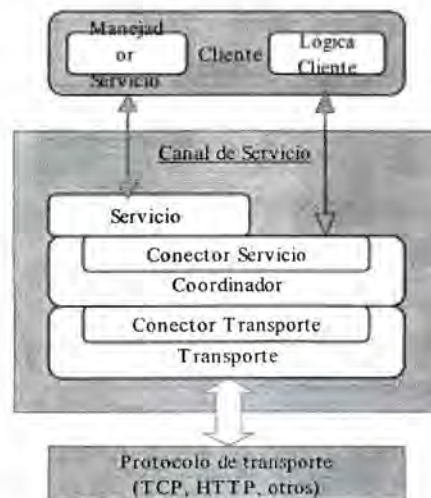 Manejad
or
Servicio
Cliente
Lógica
Cliente
Canal de Servicio
Servicio
Conector Servicio
Coordinador
Conector Transporte
Transporte
Protocolo de transporte
(TCP, HTTP, otros)